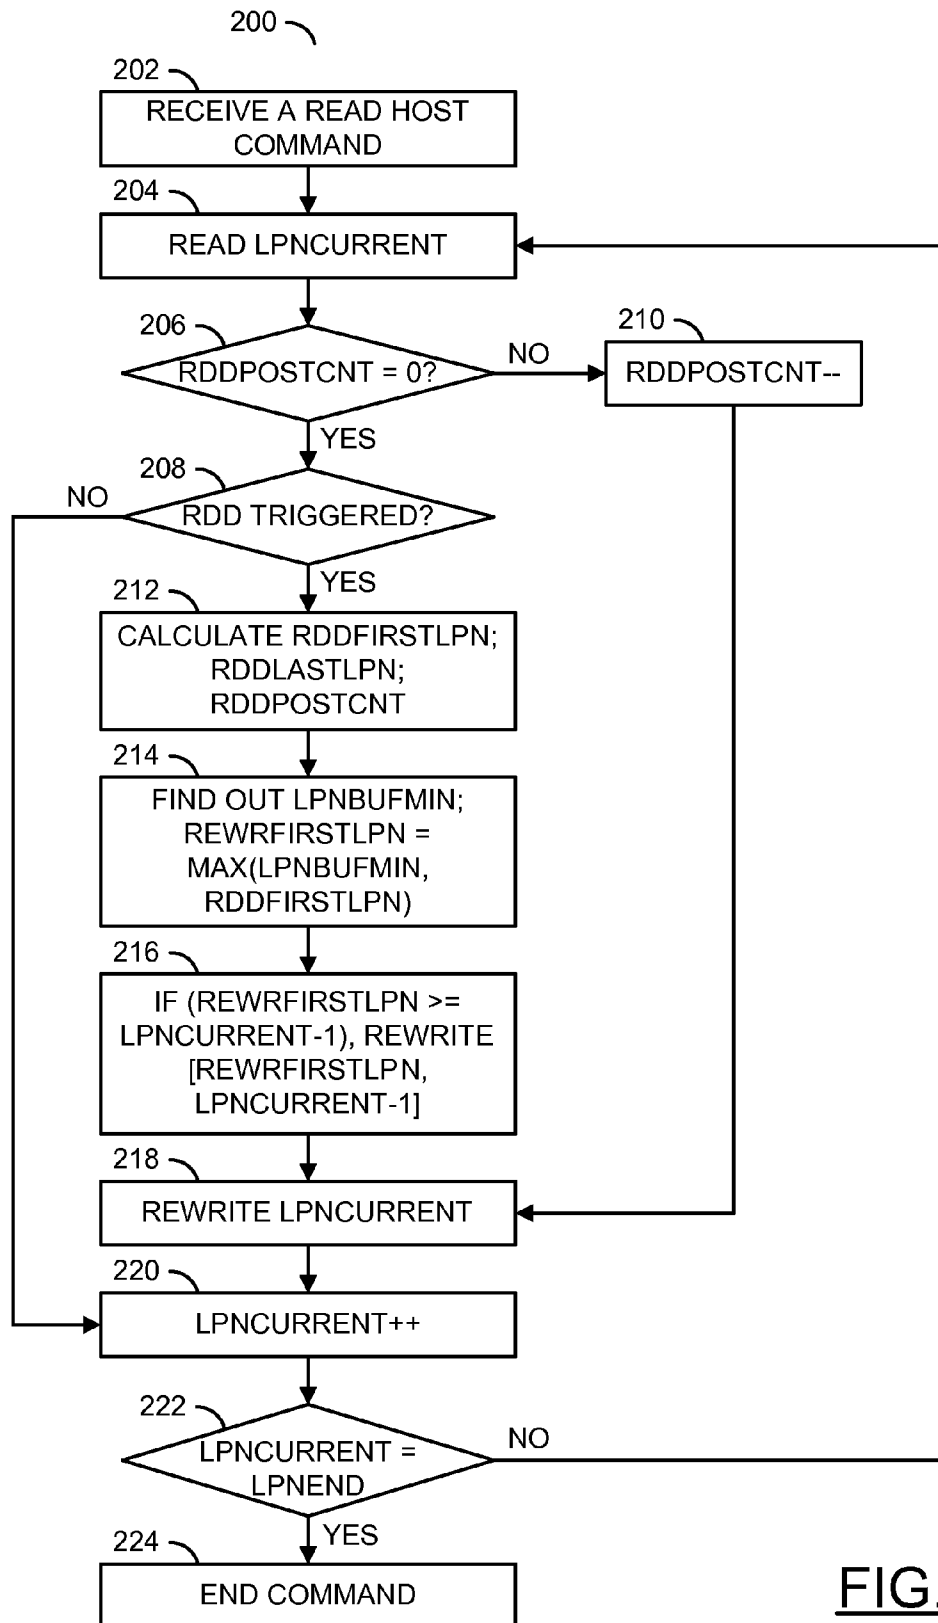 200
202
RECEIVE A READ HOST
COMMAND
204
READ LPNCURRENT
206
RDDPOSTCNT = 0?
NO
210
RDDPOSTCNT--
YES
208
NO
RDD TRIGGERED?
YES
212
CALCULATE RDDFIRSTLPN;
RDDLASTLPN;
RDDPOSTCNT
214
FIND OUT LPNBUFMIN;
REWRFIRSTLPN =
MAX(LPNBUFMIN,
RDDFIRSTLPN)
216
IF (REWRFIRSTLPN >=
LPNCURRENT-1), REWRITE
[REWRFIRSTLPN,
LPNCURRENT-1]
218
REWRITE LPNCURRENT
220
LPNCURRENT++
222
LPNCURRENT =
LPNEND
NO
YES
224
END COMMAND
FIG.